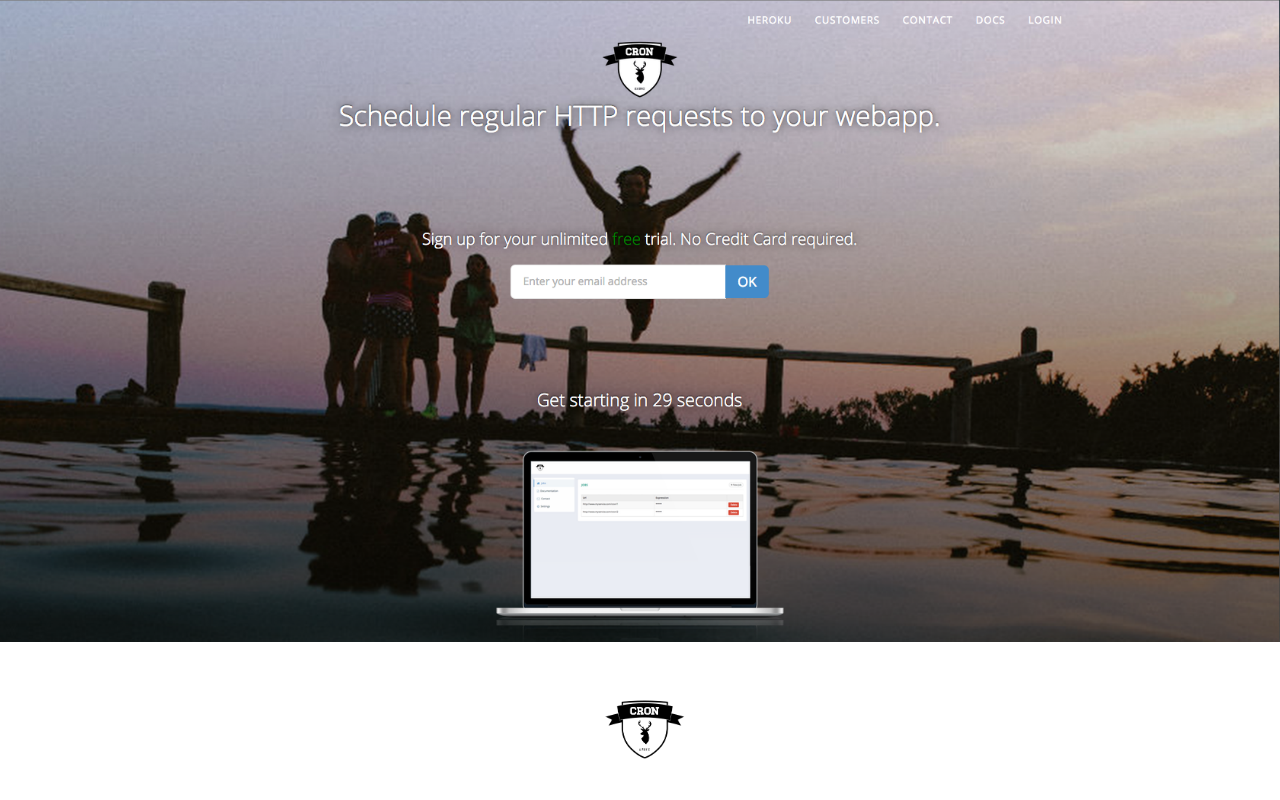 HEROKU CUSTOMERS CONTACT DOCS LOGIN
CRON
Schedule regular HTTP requests to your webapp.
Sign up for your unlimited free trial. No Credit Card required.
Enter your email address OK
Get starting in 29 seconds
CRON